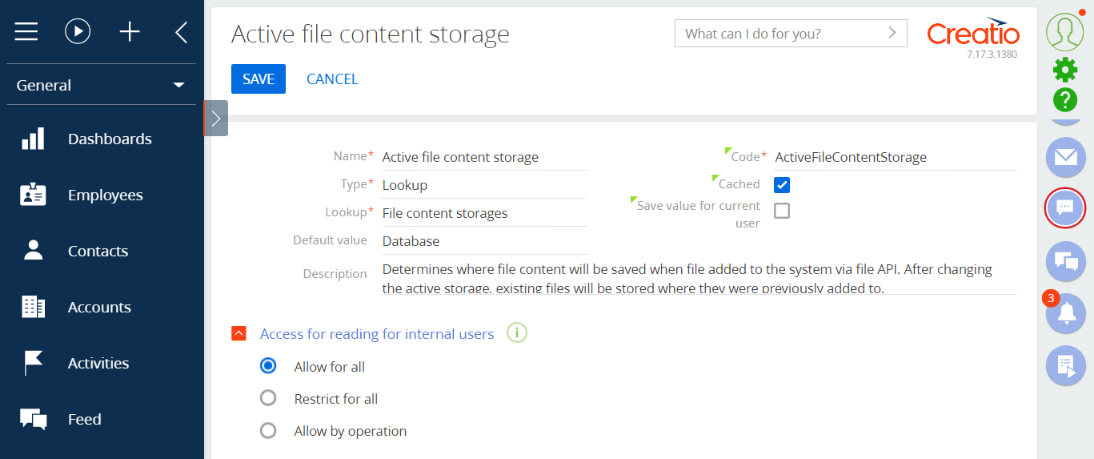 General
Dashboards
Employees
Contacts
Accounts
Activities
Feed
Active file content storage
What can I do for you?
Creatio
7.17.3.1380
SAVE
CANCEL
Name* Active file content storage
Type* Lookup
Lookup* File content storages
Default value Database
Description Determines where file content will be saved when file added to the system via file API. After changing
the active storage, existing files will be stored where they were previously added to.
Code* ActiveFileContentStorage
Cached
Save value for current
user
Access for reading for internal users
Allow for all
Restrict for all
Allow by operation
?
3